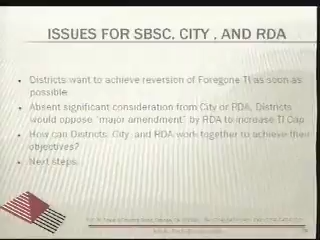 ISSUES FOR SBSC, CITY , AND RDA
Districts want to achieve reversion of Foregone TI as soon as
possible
Absent significant consideration from City or RDA, Districts
would oppose "major amendment" by RDA to increase TI Cap
How can Districts, City, and RDA work together to achieve their
objectives?
Next steps